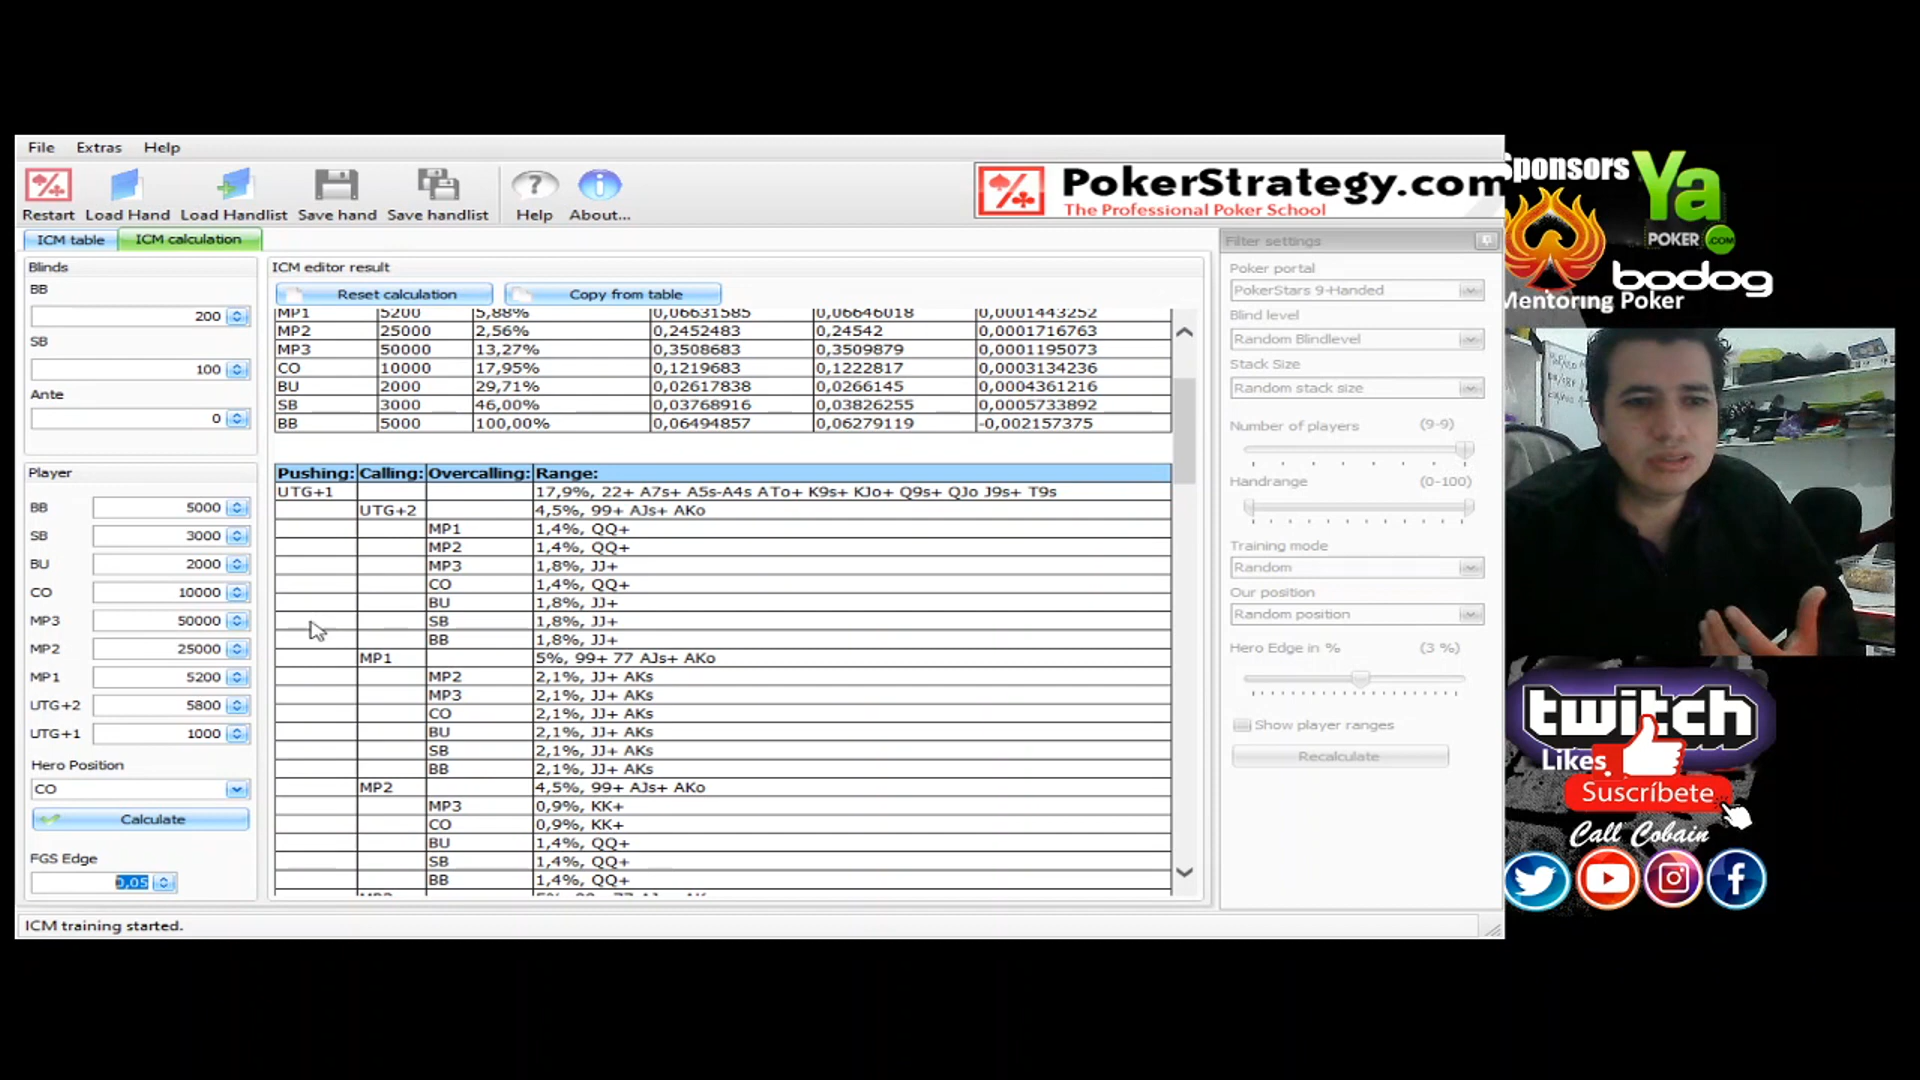 File Extras Help
Restart Load Hand Load Handlist Save hand Save handlist Help About...
PokerStrategy.com
The Professional Poker School
ICM table ICM calculation
Blinds
BB
200
SB
100
Ante
0
Player
BB 5000
SB 3000
BU 2000
CO 10000
MP3 50000
MP2 25000
MP1 5200
UTG+2 5800
UTG+1 1000
Hero Position
CO
Calculate
FGS Edge
0,05
ICM editor result
Reset calculation Copy from table
MP1 5200 5,88% 0,06631585 0,06646018 0,0001443252
MP2 25000 2,56% 0,2452483 0,24542 0,0001716763
MP3 50000 13,27% 0,3508683 0,3509879 0,0001195073
CO 10000 17,95% 0,1219683 0,1222817 0,0003134236
BU 2000 29,71% 0,02617838 0,0266145 0,0004361216
SB 3000 46,00% 0,03768916 0,03826255 0,0005733892
BB 5000 100,00% 0,06494857 0,06279119 -0,002157375
Pushing: Calling: Overcalling: Range:
UTG+1 17,9%, 22+ A7s+ A5s-A4s ATo+ K9s+ KJo+ Q9s+ QJo J9s+ T9s
UTG+2 4,5%, 99+ AJs+ AKo
MP1 1,4%, QQ+
MP2 1,4%, QQ+
MP3 1,8%, JJ+
CO 1,4%, QQ+
BU 1,8%, JJ+
SB 1,8%, JJ+
BB 1,8%, JJ+
MP1 5%, 99+ 77 AJs+ AKo
MP2 2,1%, JJ+ AKs
MP3 2,1%, JJ+ AKs
CO 2,1%, JJ+ AKs
BU 2,1%, JJ+ AKs
SB 2,1%, JJ+ AKs
BB 2,1%, JJ+ AKs
MP2 4,5%, 99+ AJs+ AKo
MP3 0,9%, KK+
CO 0,9%, KK+
BU 1,4%, QQ+
SB 1,4%, QQ+
BB 1,4%, QQ+
Filter settings
Poker portal
PokerStars 9-Handed
Blind level
Random Blindlevel
Stack Size
Random stack size
Number of players (9-9)
Handrange (0-100)
Training mode
Random
Our position
Random position
Hero Edge in % (3 %)
Show player ranges
Recalculate
ICM training started.
Sponsors
Ya
POKER .COM
bodog
Mentoring Poker
twitch
Likes
Suscríbete
Call Cobain